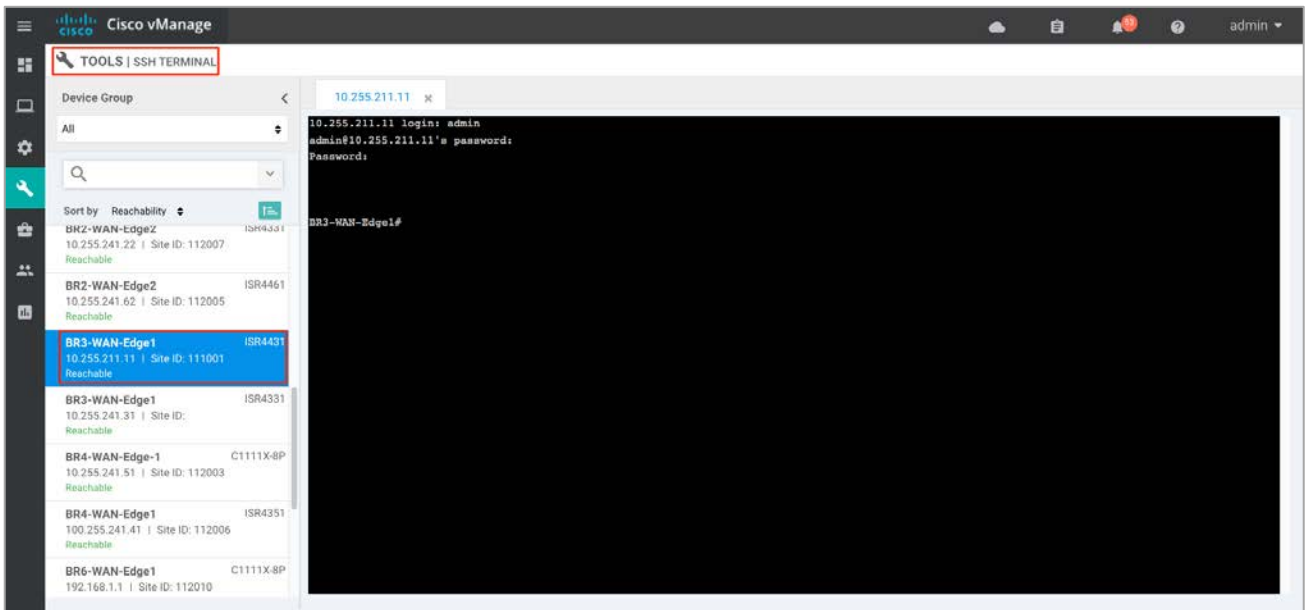 cisco Cisco vManage
53
admin
TOOLS | SSH TERMINAL
Device Group
10.255.211.11
All
Sort by Reachability
BR2-WAN-Edge2 ISR4331
10.255.241.22 | Site ID: 112007
Reachable
BR2-WAN-Edge2 ISR4461
10.255.241.62 | Site ID: 112005
Reachable
BR3-WAN-Edge1 ISR4431
10.255.211.11 | Site ID: 111001
Reachable
BR3-WAN-Edge1 ISR4331
10.255.241.31 | Site ID:
Reachable
BR4-WAN-Edge-1 C1111X-8P
10.255.241.51 | Site ID: 112003
Reachable
BR4-WAN-Edge1 ISR4351
100.255.241.41 | Site ID: 112006
Reachable
BR6-WAN-Edge1 C1111X-8P
192.168.1.1 | Site ID: 112010
10.255.211.11 login: admin
admin@10.255.211.11's password:
Password:
BR3-WAN-Edge1#